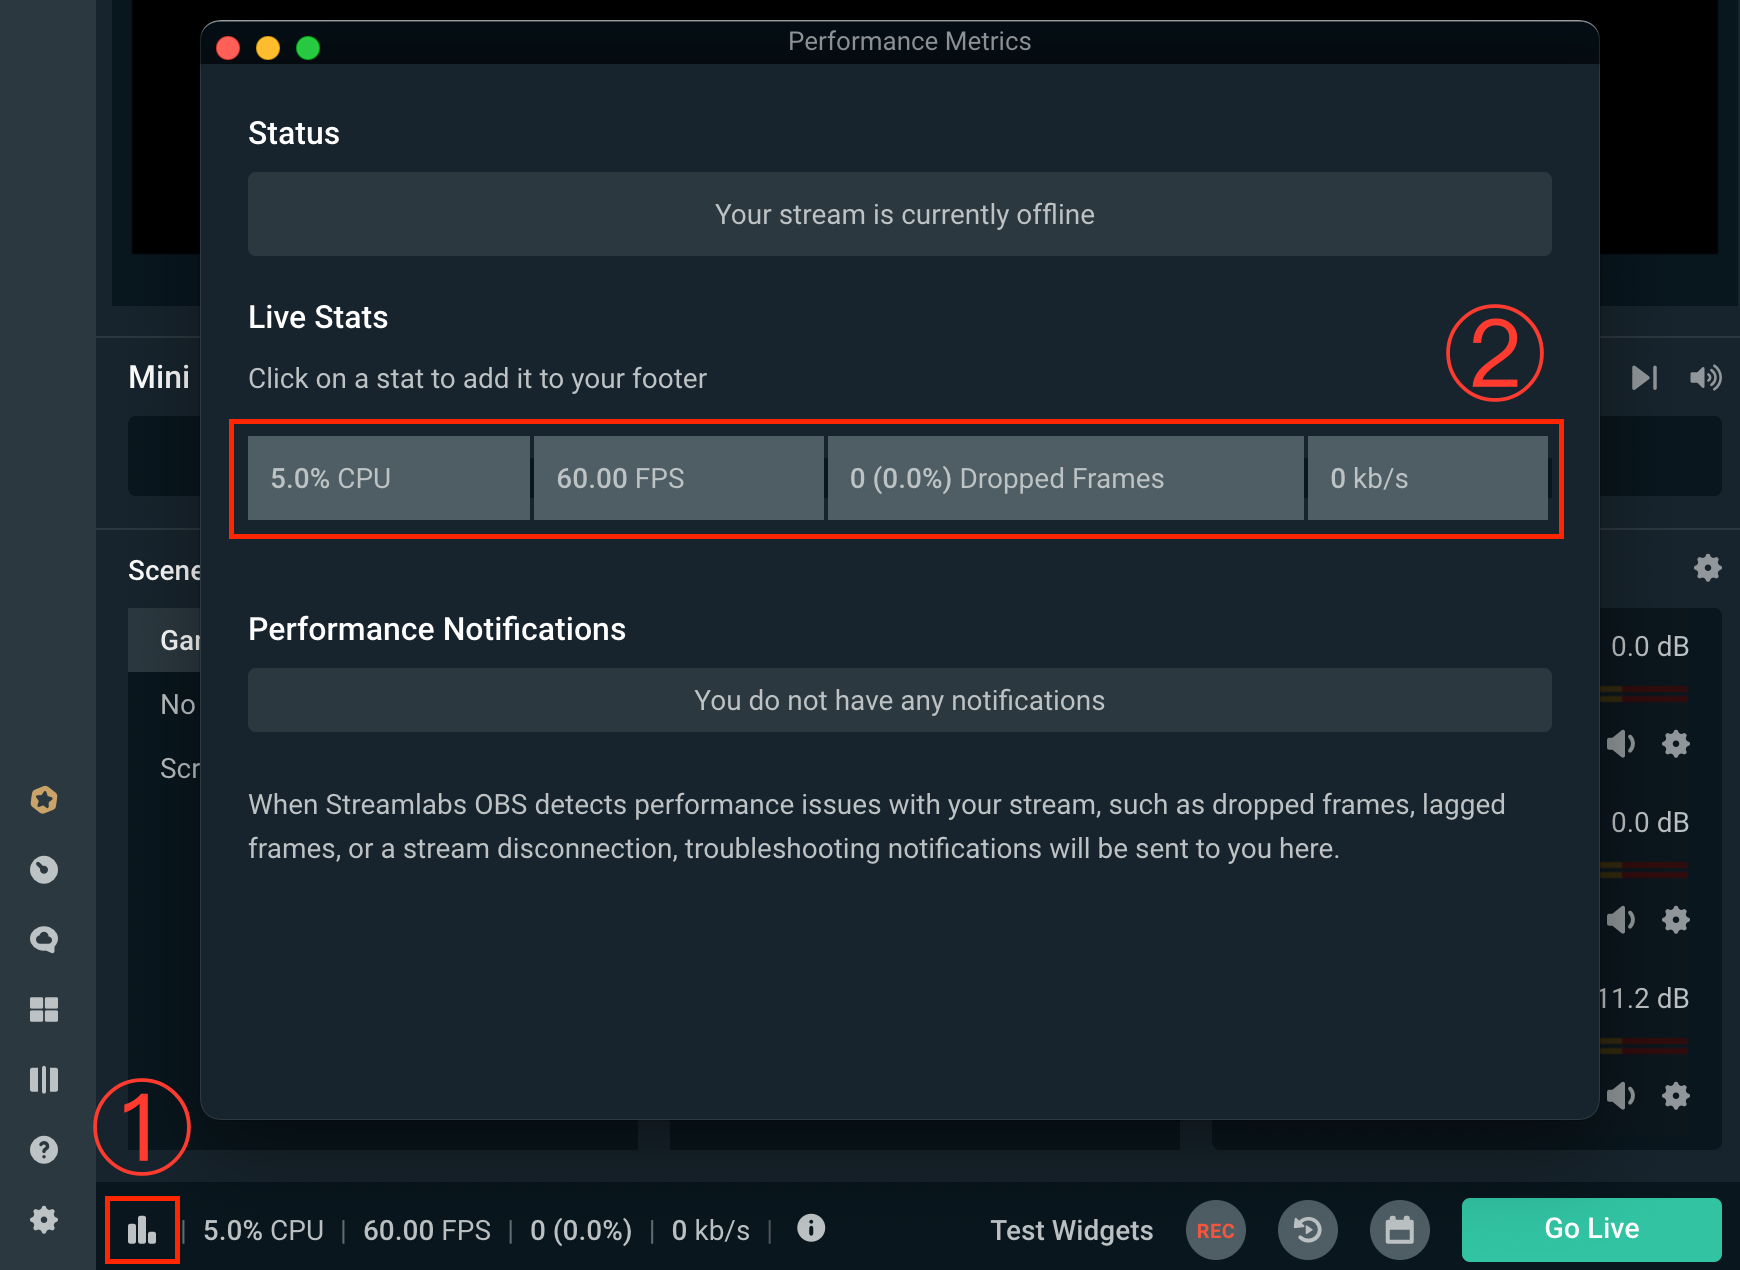 Performance Metrics
Status
Your stream is currently offline
Live Stats
②
Mini
Click on a stat to add it to your footer
5.0% CPU
60.00 FPS
0 (0.0%) Dropped Frames
0 kb/s
Scene
Performance Notifications
Gar
0.0 dB
No
You do not have any notifications
Scr
When Streamlabs OBS detects performance issues with your stream, such as dropped frames, lagged
frames, or a stream disconnection, troubleshooting notifications will be sent to you here.
0.0 dB
11.2 dB
①
5.0% CPU | 60.00 FPS | 0 (0.0%) | 0 kb/s |
Test Widgets
REC
Go Live